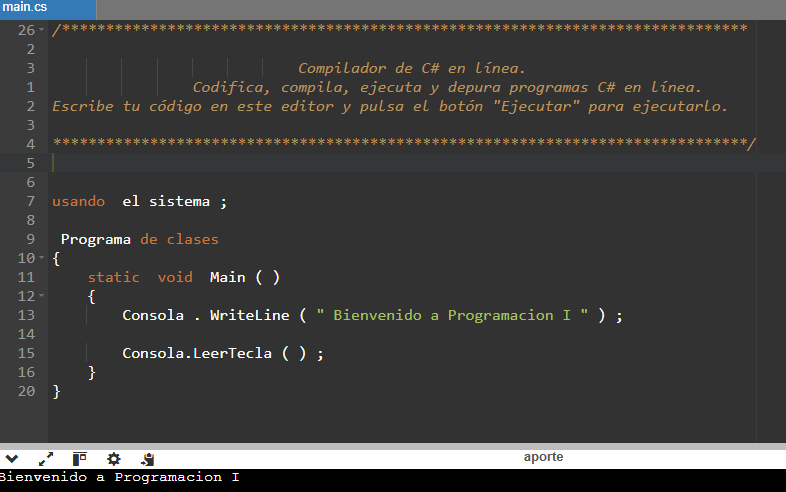 main.cs
26 /******************************************************************************
2
3 Compilador de C# en línea.
1 Codifica, compila, ejecuta y depura programas C# en línea.
2 Escribe tu código en este editor y pulsa el botón "Ejecutar" para ejecutarlo.
3
4 *******************************************************************************/
5
6
7 usando el sistema ;
8
9 Programa de clases
10 {
11 static void Main ( )
12 {
13 Consola . WriteLine ( " Bienvenido a Programacion I " ) ;
14
15 Consola.LeerTecla ( ) ;
16 }
20 }
aporte
Bienvenido a Programacion I